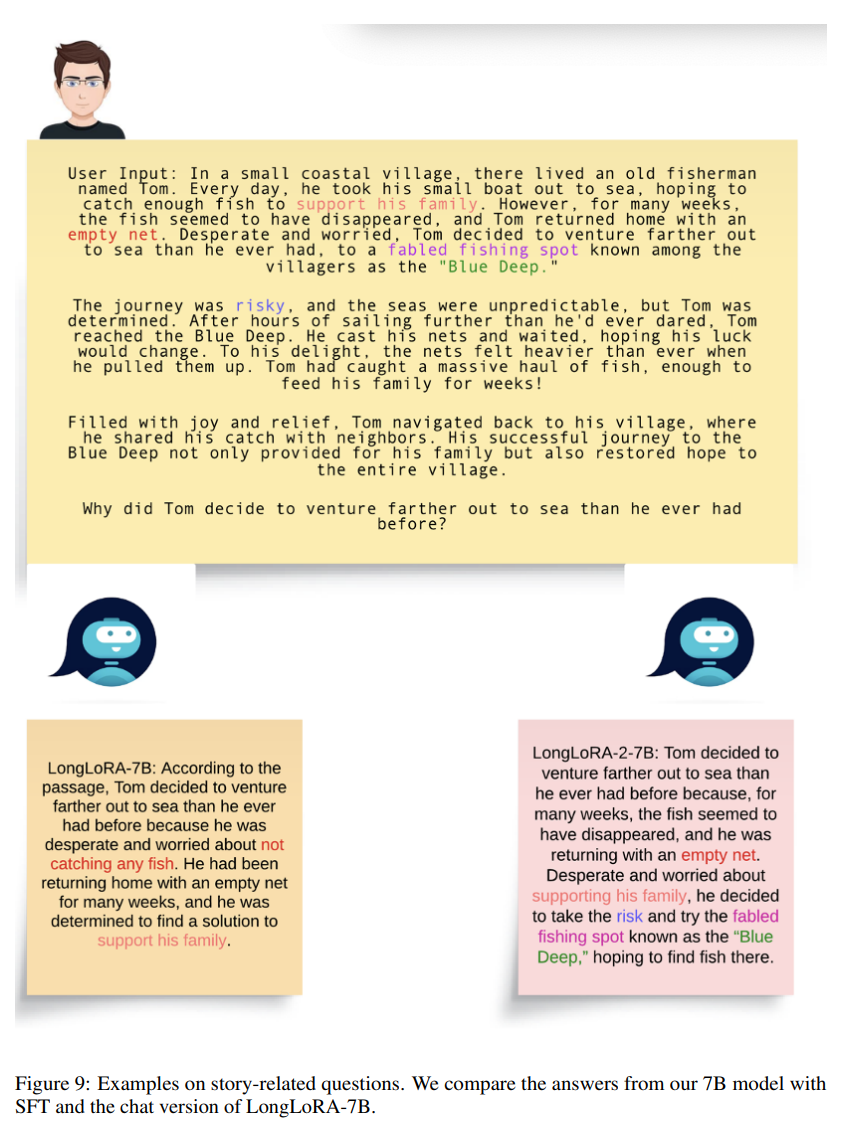 User Input: In a small coastal village, there lived an old fisherman
named Tom. Every day, he took his small boat out to sea, hoping to
catch enough fish to support his family. However, for many weeks,
the fish seemed to have disappeared, and Tom returned home with an
empty net. Desperate and worried, Tom decided to venture farther out
to sea than he ever had, to a fabled fishing spot known among the
villagers as the "Blue Deep."
The journey was risky, and the seas were unpredictable, but Tom was
determined. After hours of sailing further than he'd ever dared, Tom
reached the Blue Deep. He cast his nets and waited, hoping his luck
would change. To his delight, the nets felt heavier than ever when
he pulled them up. Tom had caught a massive haul of fish, enough to
feed his family for weeks!
Filled with joy and relief, Tom navigated back to his village, where
he shared his catch with neighbors. His successful journey to the
Blue Deep not only provided for his family but also restored hope to
the entire village.
Why did Tom decide to venture farther out to sea than he ever had
before?
LongLoRA-7B: According to the
passage, Tom decided to venture
farther out to sea than he ever
had before because he was
desperate and worried about not
catching any fish. He had been
returning home with an empty net
for many weeks, and he was
determined to find a solution to
support his family.
LongLoRA-2-7B: Tom decided to
venture farther out to sea than
he ever had before because, for
many weeks, the fish seemed to
have disappeared, and he was
returning with an empty net.
Desperate and worried about
supporting his family, he decided
to take the risk and try the fabled
fishing spot known as the “Blue
Deep,” hoping to find fish there.
Figure 9: Examples on story-related questions. We compare the answers from our 7B model with
SFT and the chat version of LongLoRA-7B.